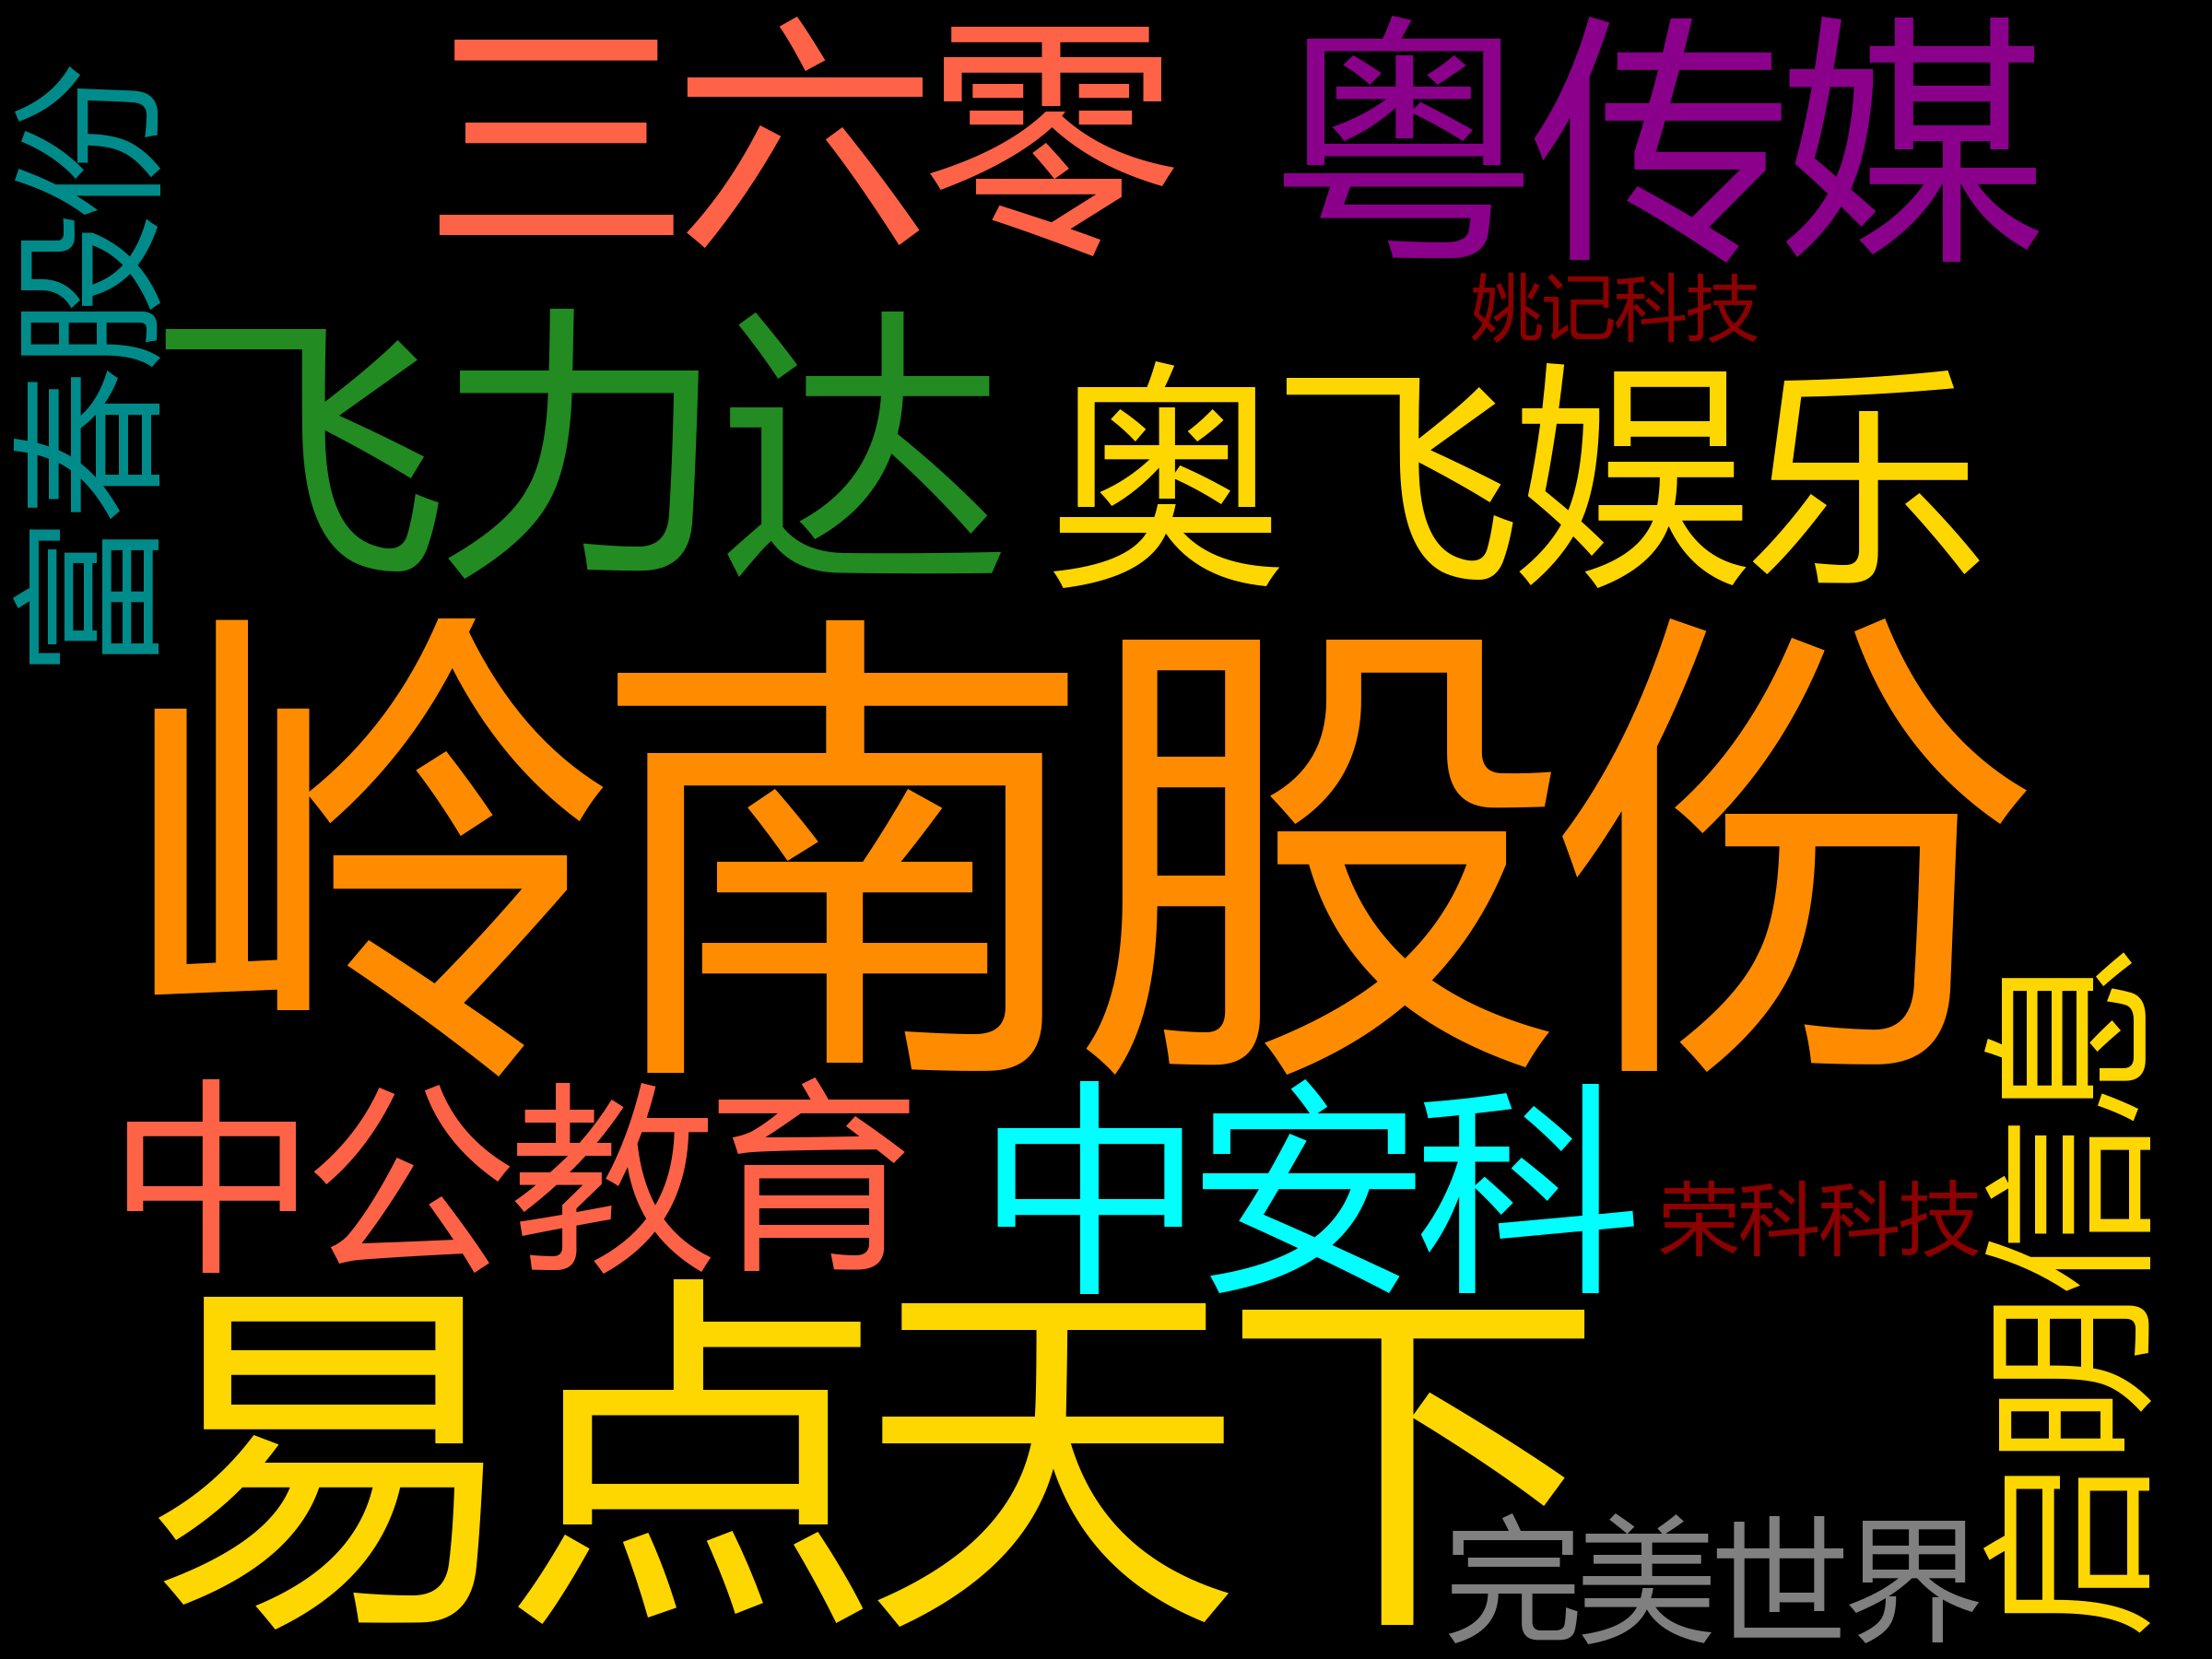 三六零
粤传媒
富春股份
姚记科技
飞力达
奥飞娱乐
岭南股份
中公教育
中安科
荣科科技
启明信息
易点天下
完美世界